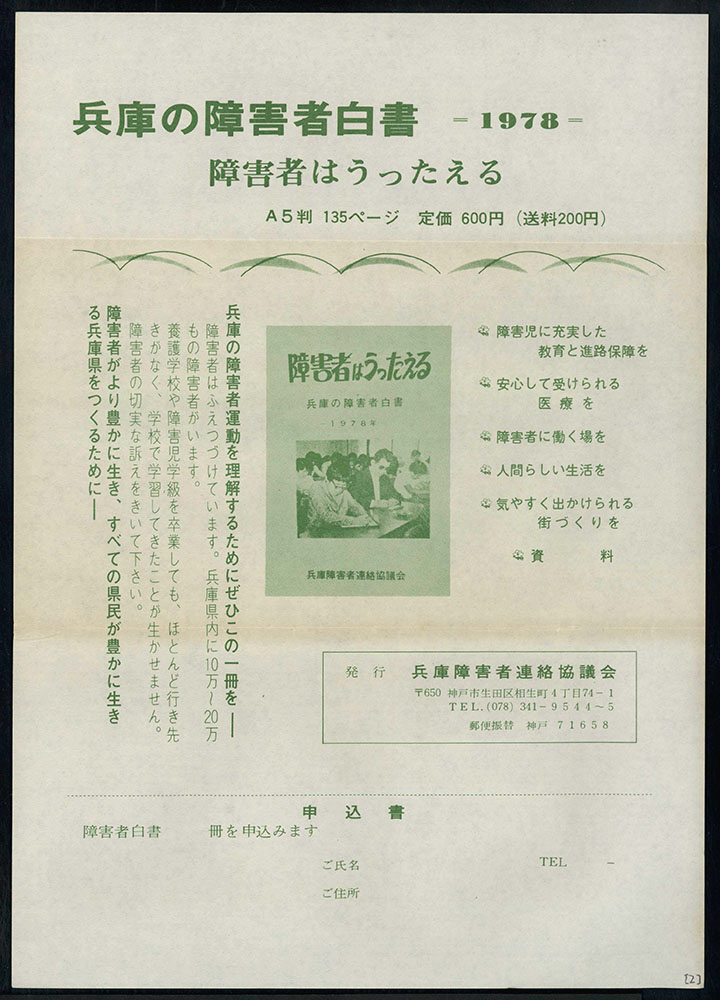 兵庫の障害者白書 =1978=
障害者はうったえる
A5判 135ページ 定価 600円 (送料200円)
兵庫の障害者運動を理解するためにぜひこの一冊を――
障害者はふえつづけています。兵庫県内に10万〜20万
もの障害者がいます。
養護学校や障害児学級を卒業しても、ほとんど行き先
きがなく、学校で学習してきたことが生かせません。
障害者の切実な訴えをきいて下さい。
障害者がより豊かに生き、すべての県民が豊かに生き
る兵庫県をつくるために――
障害者はうったえる
兵庫の障害者白書
-1978年
兵庫障害者連絡協議会
障害児に充実した
教育と進路保障を
安心して受けられる
医療を
障害者に働く場を
人間らしい生活を
気やすく出かけられる
街づくりを
資料
発行 兵庫障害者連絡協議会
〒650 神戸市生田区相生町4丁目74-1
TEL.(078) 341-9544〜5
郵便振替 神戸 71658
申込書
障害者白書 冊を申込みます
ご氏名 TEL -
ご住所
[2]